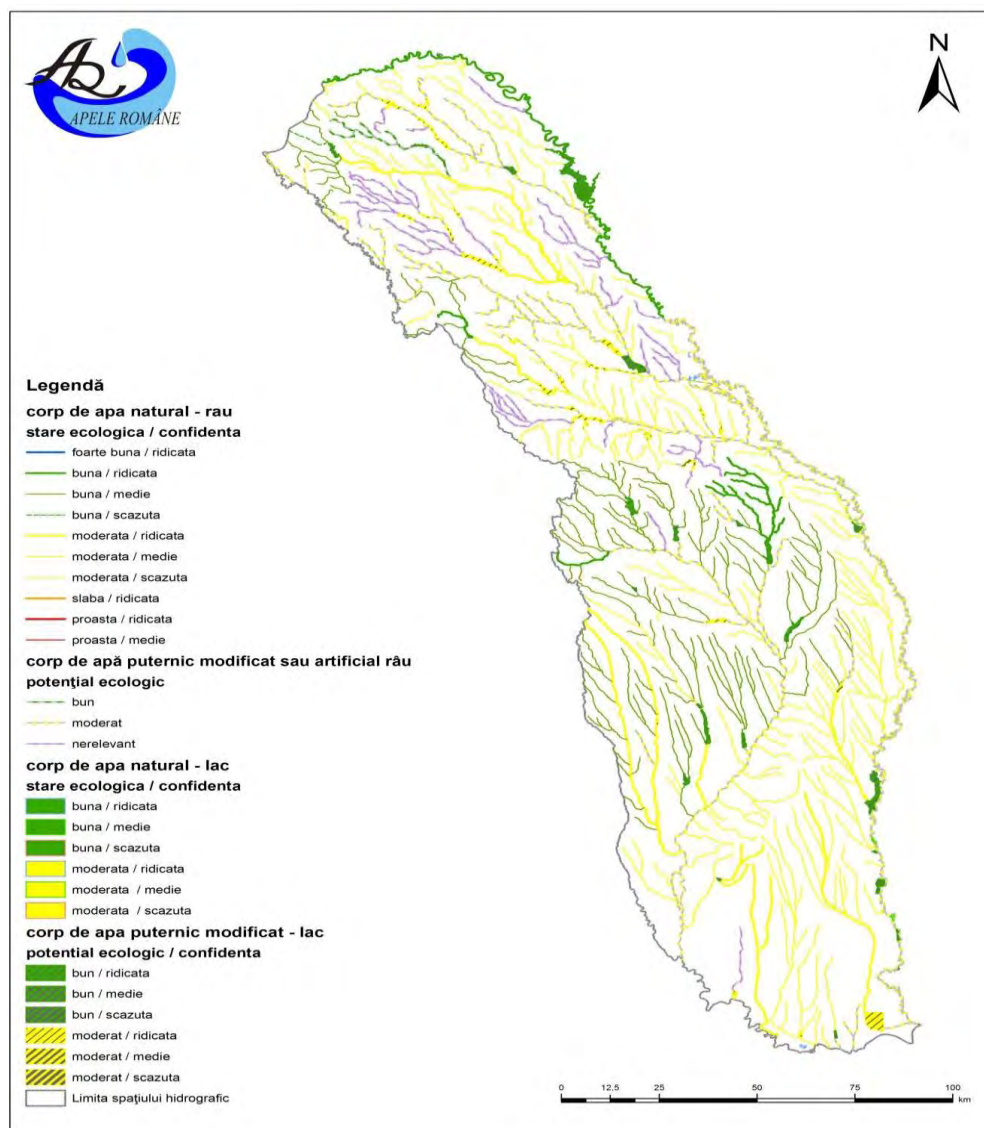 APELE ROMÂNE
N
Legendă
corp de apa natural - rau
stare ecologica / confidenta
foarte buna / ridicata
buna / ridicata
buna / medie
buna / scazuta
moderata / ridicata
moderata / medie
moderata / scazuta
slaba / ridicata
proasta / ridicata
proasta / medie
corp de apă puternic modificat sau artificial râu
potenţial ecologic
bun
moderat
nerelevant
corp de apa natural - lac
stare ecologica / confidenta
buna / ridicata
buna / medie
buna / scazuta
moderata / ridicata
moderata / medie
moderata / scazuta
corp de apa puternic modificat - lac
potential ecologic / confidenta
bun / ridicata
bun / medie
bun / scazuta
moderat / ridicata
moderat / medie
moderat / scazuta
Limita spaţiului hidrografic
0 12,5 25 50 75 100
km